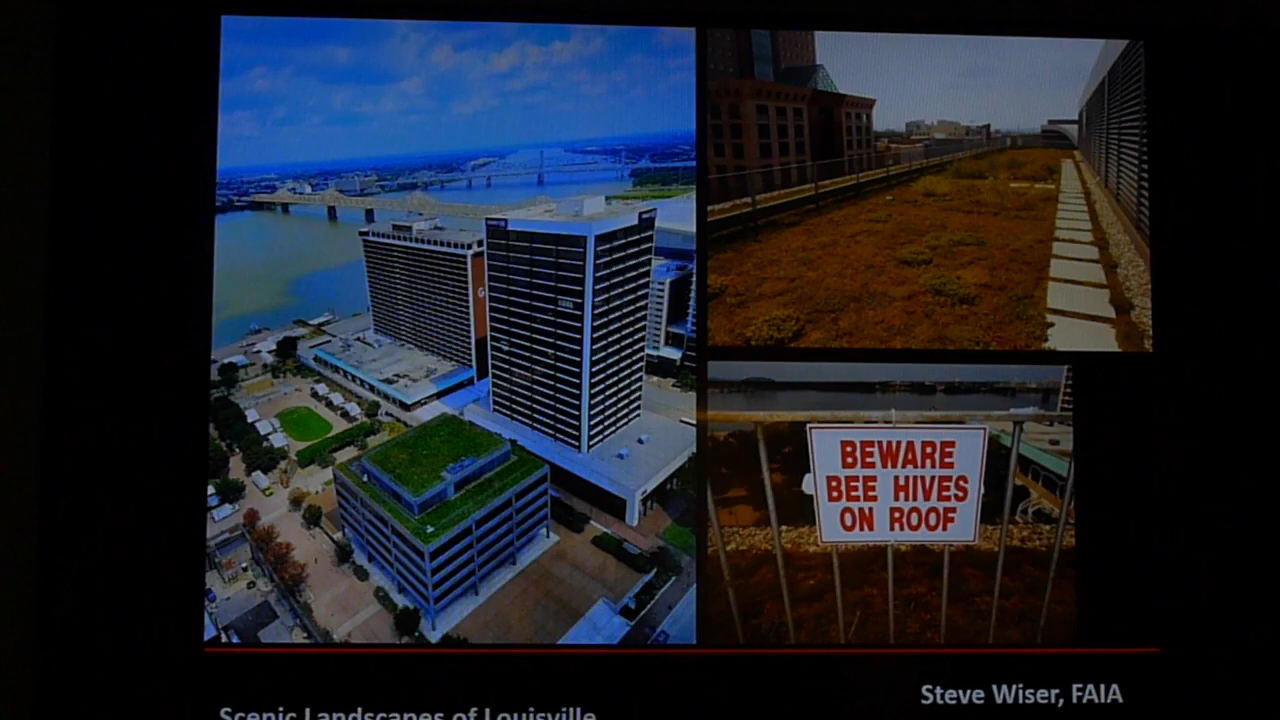 G
BEWARE
BEE HIVES
ON ROOF
Steve Wiser, FAIA
Scenic Landscapes of Louisville